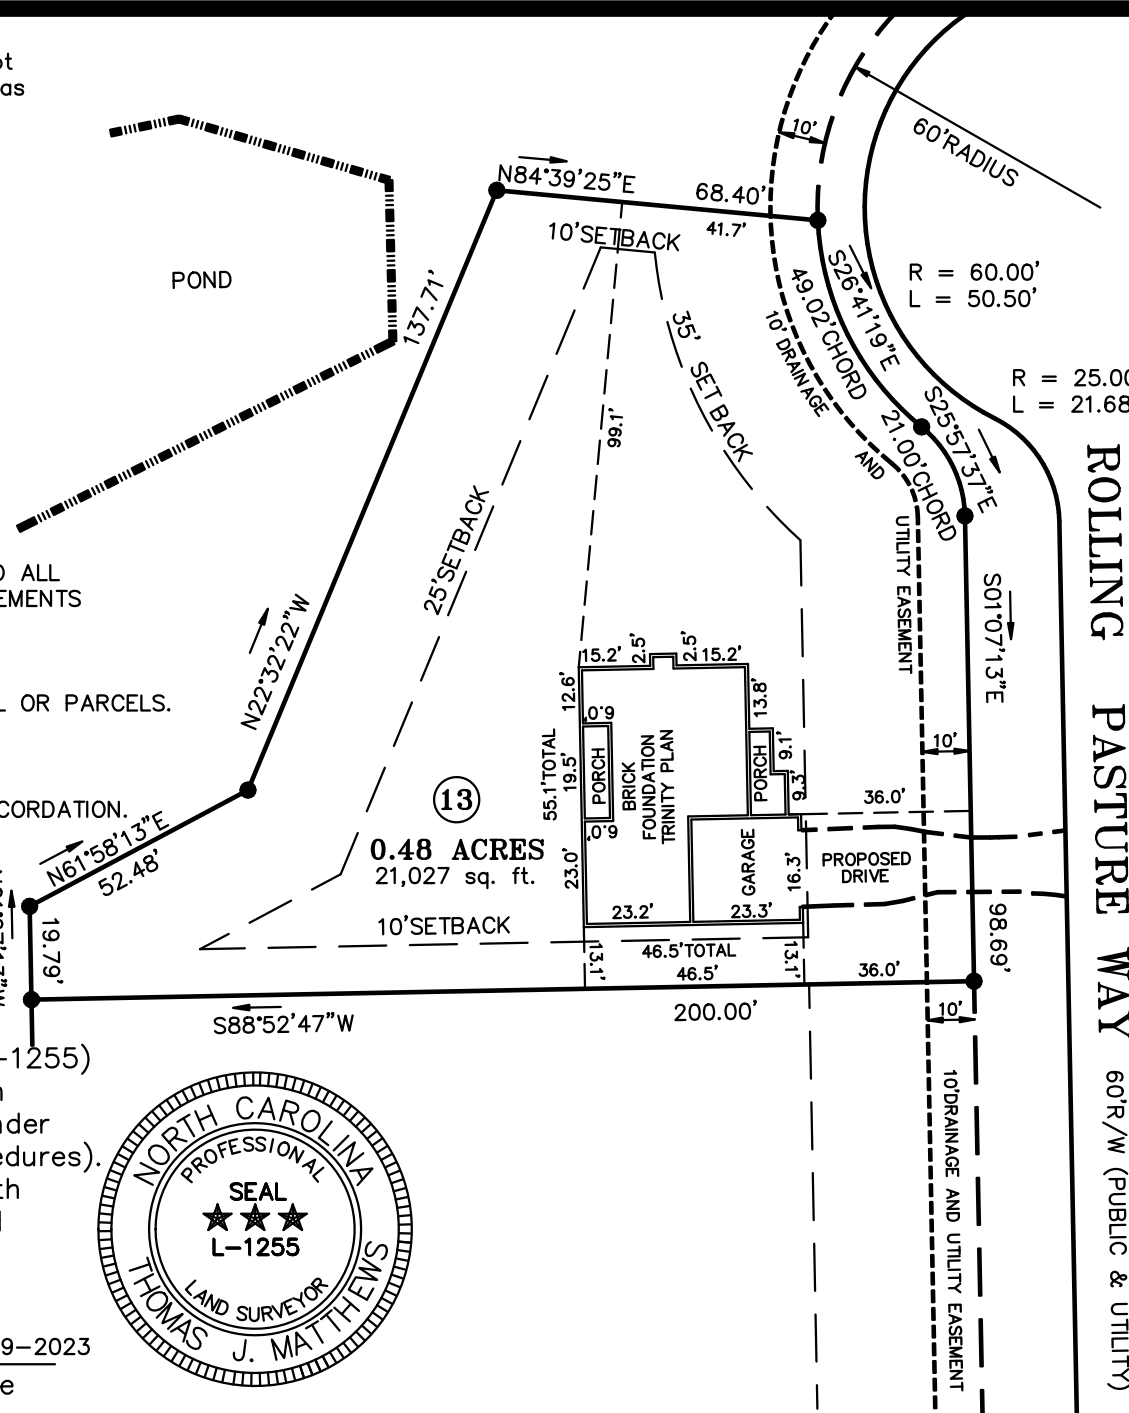 ot
as
10'
60'RADIUS
N84°39'25"E
68.40'
10'SETBACK
41.7'
POND
137.71'
S26°41'19"E
49.02'CHORD
R = 60.00'
L = 50.50'
10' DRAINAGE
AND
UTILITY EASEMENT
35' SETBACK
R = 25.00
L = 21.68
S25°57'37"E
21.00'CHORD
99.1'
25'SETBACK
ROLLING PASTURE WAY
60'R/W (PUBLIC & UTILITY)
O ALL
EMENTS
S01°07'13"E
N22°32'22"W
15.2'
2.5'
2.5'
15.2'
L OR PARCELS.
12.6'
6.0'
13.8'
55.1'TOTAL
19.5'
PORCH
BRICK
FOUNDATION
TRINITY PLAN
PORCH
9.1'
9.3'
10'
36.0'
13
CORDATION.
6.0'
0.48 ACRES
21,027 sq. ft.
N61°58'13"E
52.48'
23.0'
GARAGE
16.3'
PROPOSED
DRIVE
23.2'
23.3'
10'SETBACK
19.79'
98.69'
13.1'
46.5'TOTAL
13.1'
46.5'
36.0'
S88°52'47"W
200.00'
10'
10'DRAINAGE AND UTILITY EASEMENT
-1255)
n
nder
edures).
th
NORTH CAROLINA
PROFESSIONAL
SEAL
L-1255
LAND SURVEYOR
THOMAS J. MATTHEWS
9-2023
e